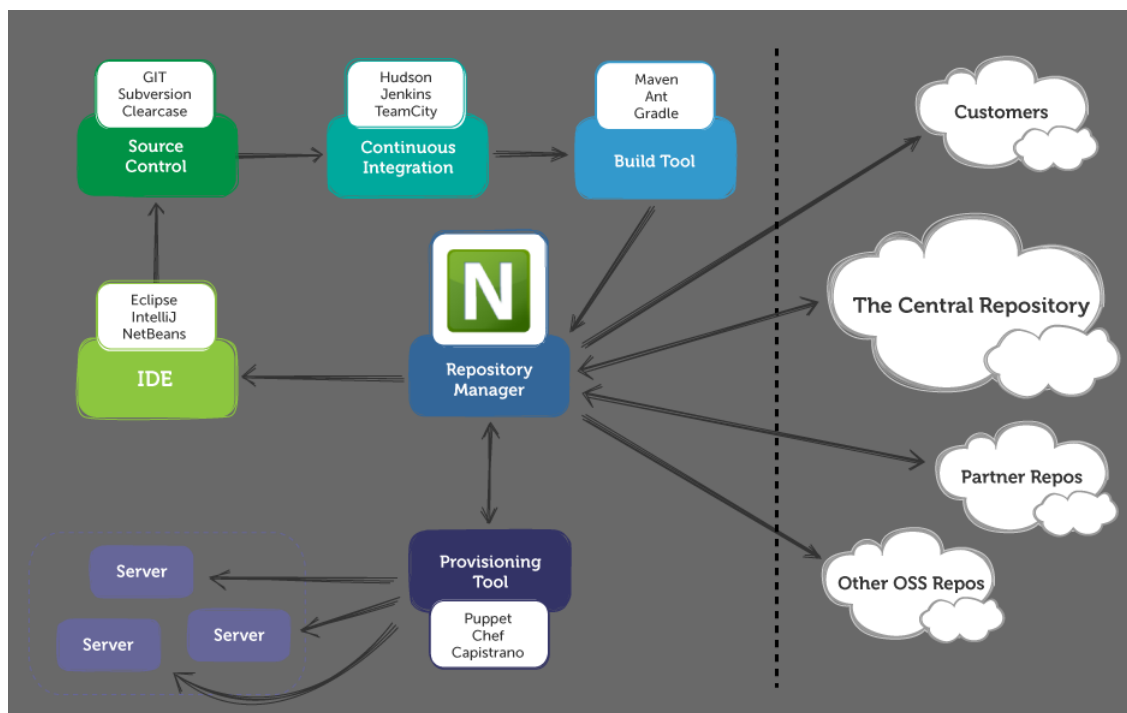 GIT
Subversion
Clearcase
Source
Control
Hudson
Jenkins
TeamCity
Continuous
Integration
Maven
Ant
Gradle
Build Tool
Customers
N
Repository
Manager
The Central Repository
Eclipse
IntelliJ
NetBeans
IDE
Partner Repos
Provisioning
Tool
Puppet
Chef
Capistrano
Server
Server
Server
Other OSS Repos